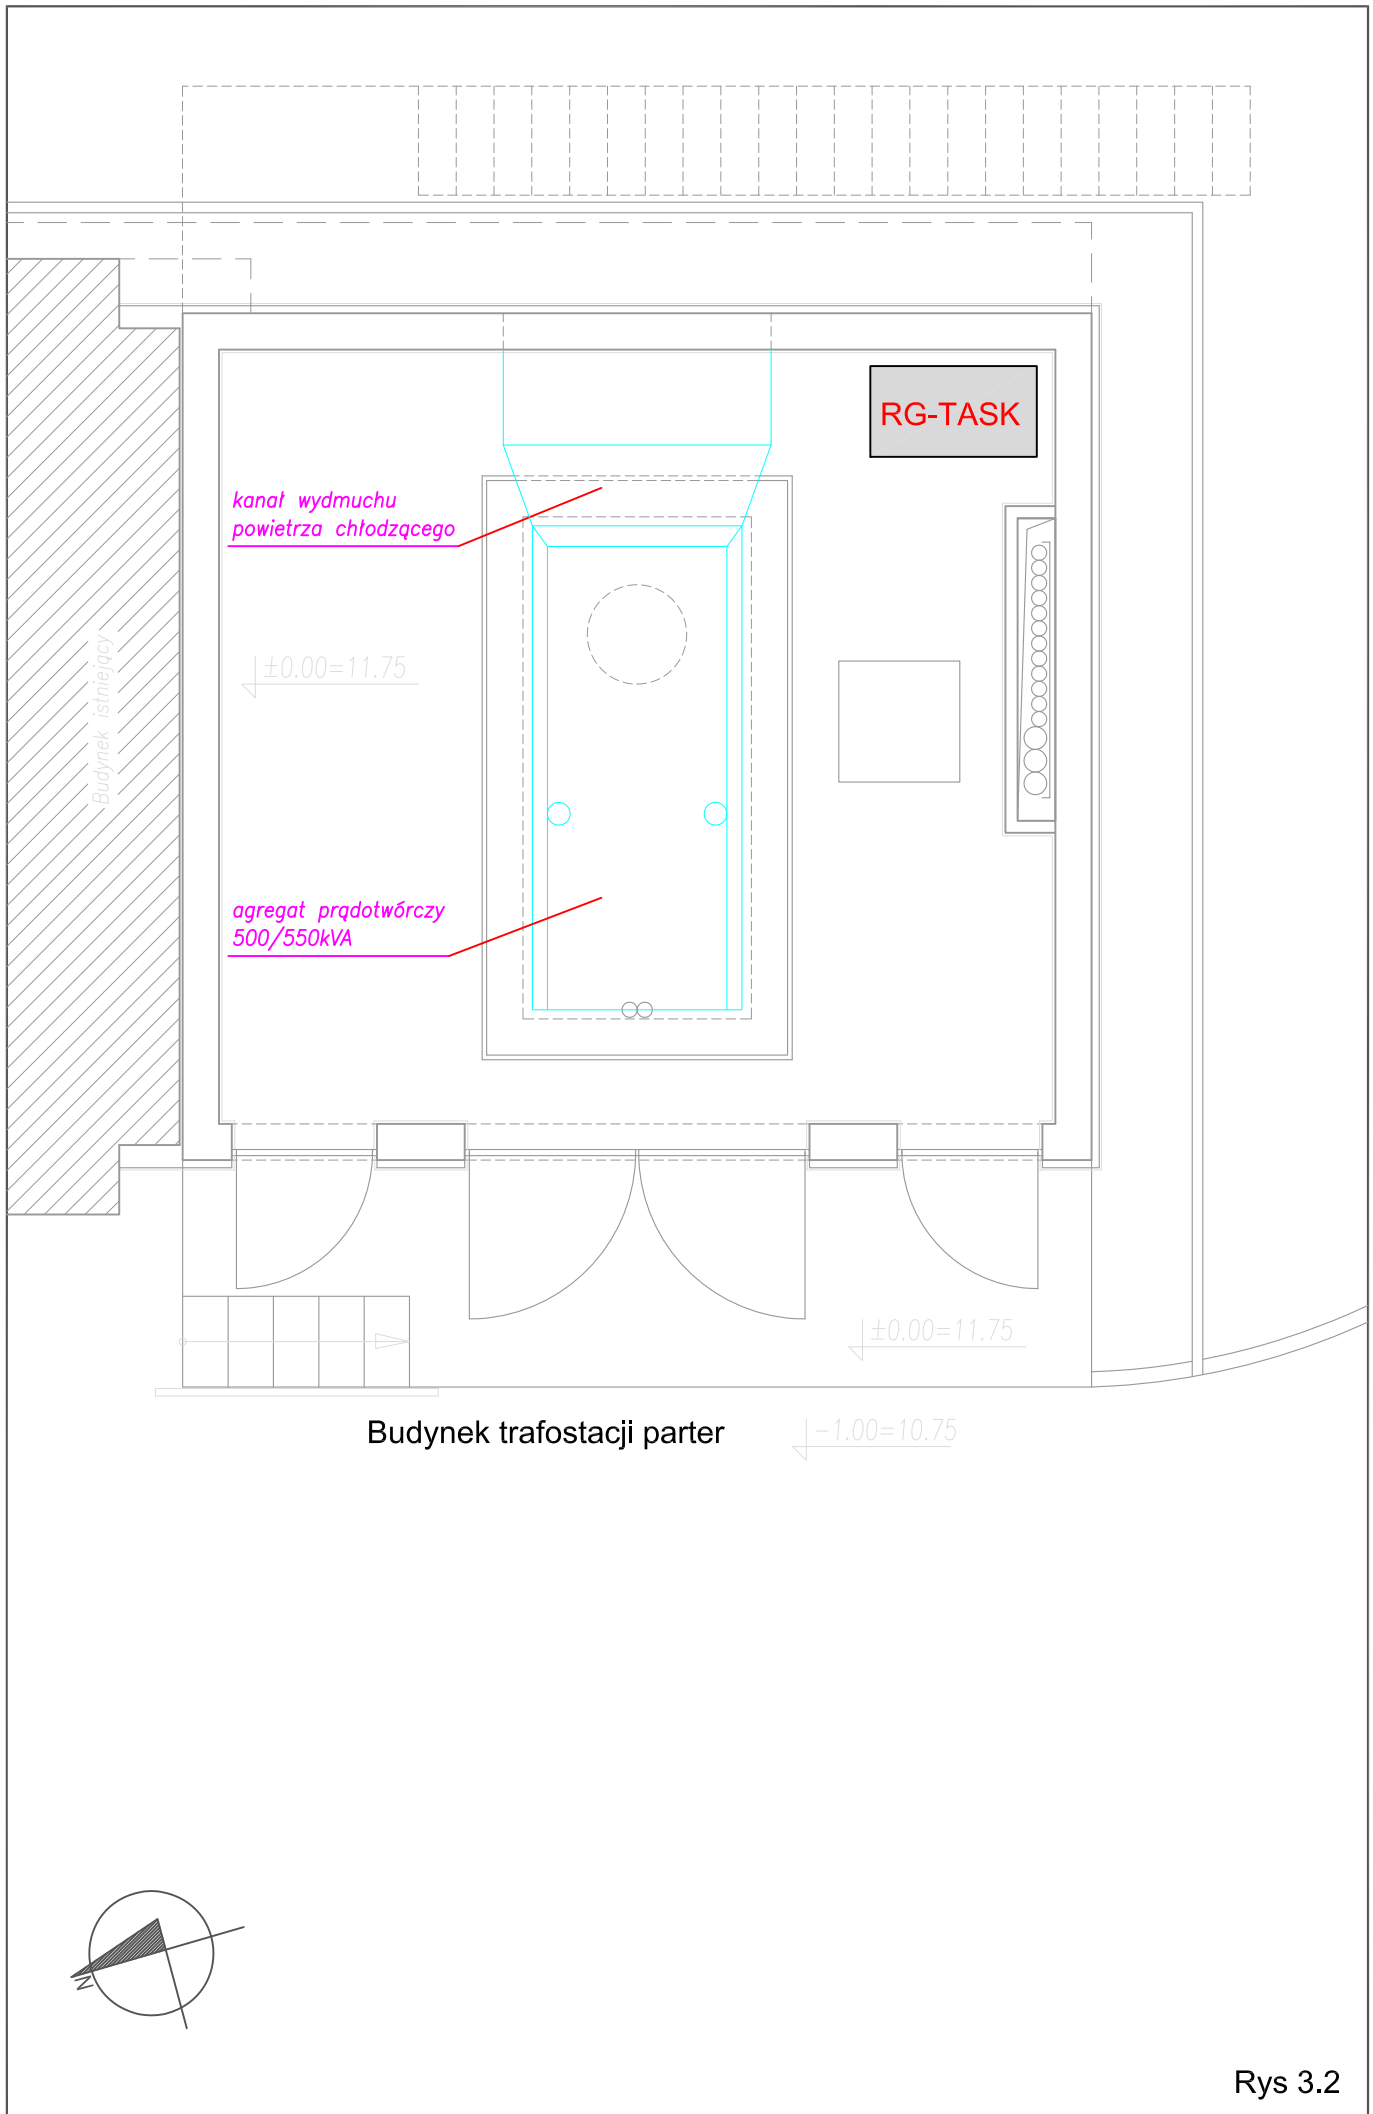 RG-TASK
kanał wydmuchu
powietrza chłodzącego
±0.00=11.75
Budynek istniejący
agregat prądotwórczy
500/550kVA
±0.00=11.75
Budynek trafostacji parter
-1.00=10.75
N
Rys 3.2